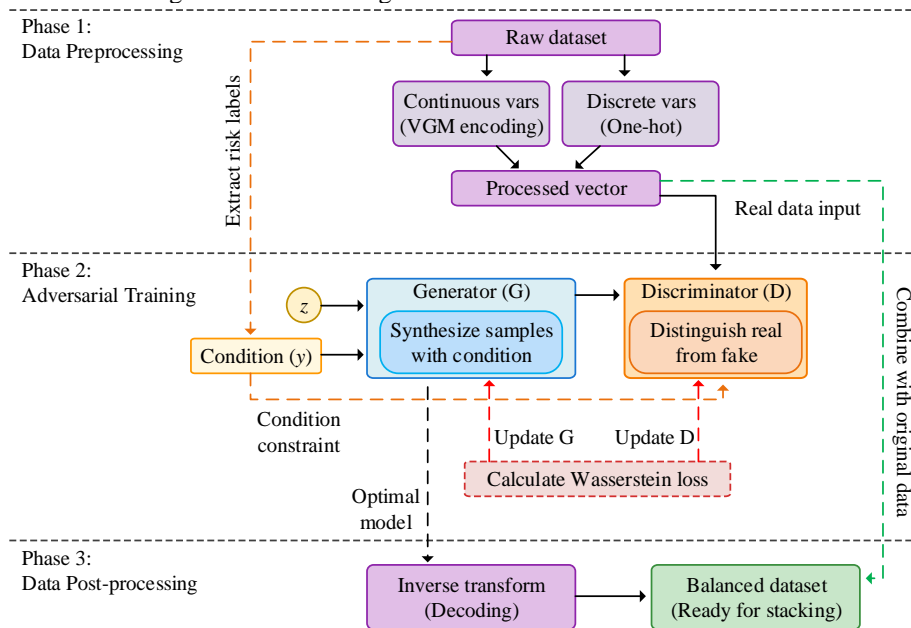 Phase 1:
Data Preprocessing
Raw dataset
Continuous vars
(VGM encoding)
Discrete vars
(One-hot)
Extract risk labels
Processed vector
Real data input
Phase 2:
Adversarial Training
z
Generator (G)
Synthesize samples
with condition
Discriminator (D)
Distinguish real
from fake
Condition (y)
Condition
constraint
Update G
Update D
Calculate Wasserstein loss
Combine with original data
Optimal
model
Phase 3:
Data Post-processing
Inverse transform
(Decoding)
Balanced dataset
(Ready for stacking)